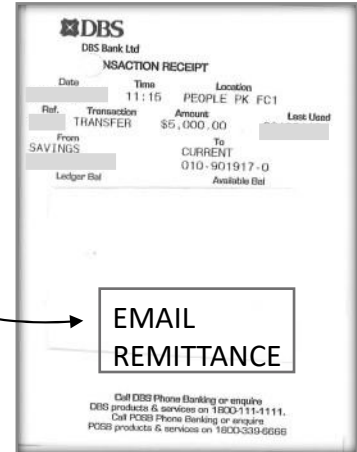 DBS
DBS Bank Ltd
NSACTION RECEIPT
Date Time Location
11:15 PEOPLE PK FC1
Ref. Transaction Amount Last Used
TRANSFER $5,000.00
From To
SAVINGS CURRENT
010-901917-0
Ledger Bal Available Bal
EMAIL
REMITTANCE
Call DBS Phone Banking or enquire
DBS products & services on 1800-111-1111.
Call POSB Phone Banking or enquire
POSB products & services on 1800-339-6666